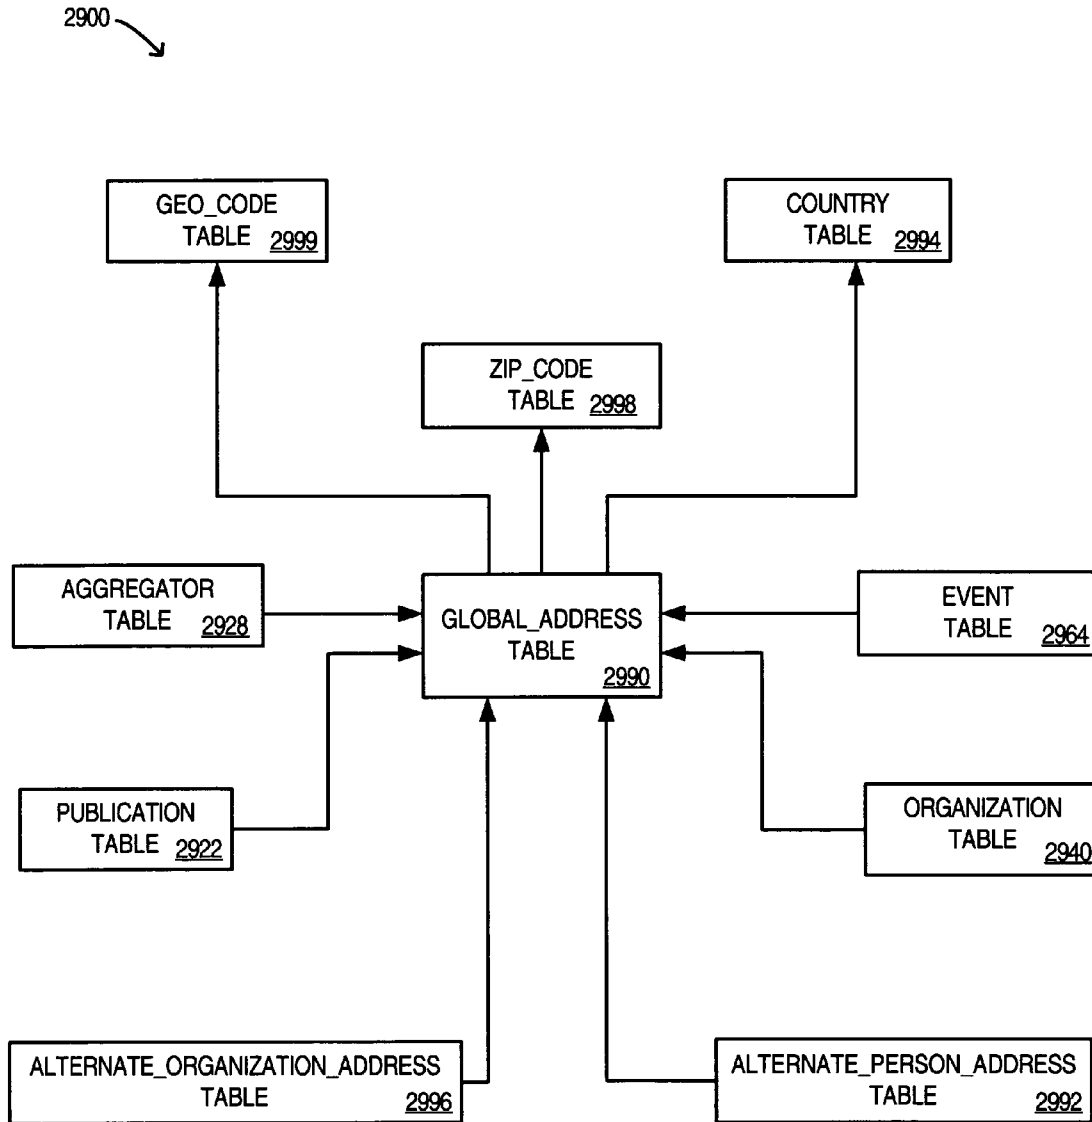 2900
GEO_CODE
TABLE 2999
COUNTRY
TABLE 2994
ZIP_CODE
TABLE 2998
AGGREGATOR
TABLE 2928
GLOBAL_ADDRESS
TABLE
2990
EVENT
TABLE 2964
PUBLICATION
TABLE 2922
ORGANIZATION
TABLE 2940
ALTERNATE_ORGANIZATION_ADDRESS
TABLE 2996
ALTERNATE_PERSON_ADDRESS
TABLE 2992